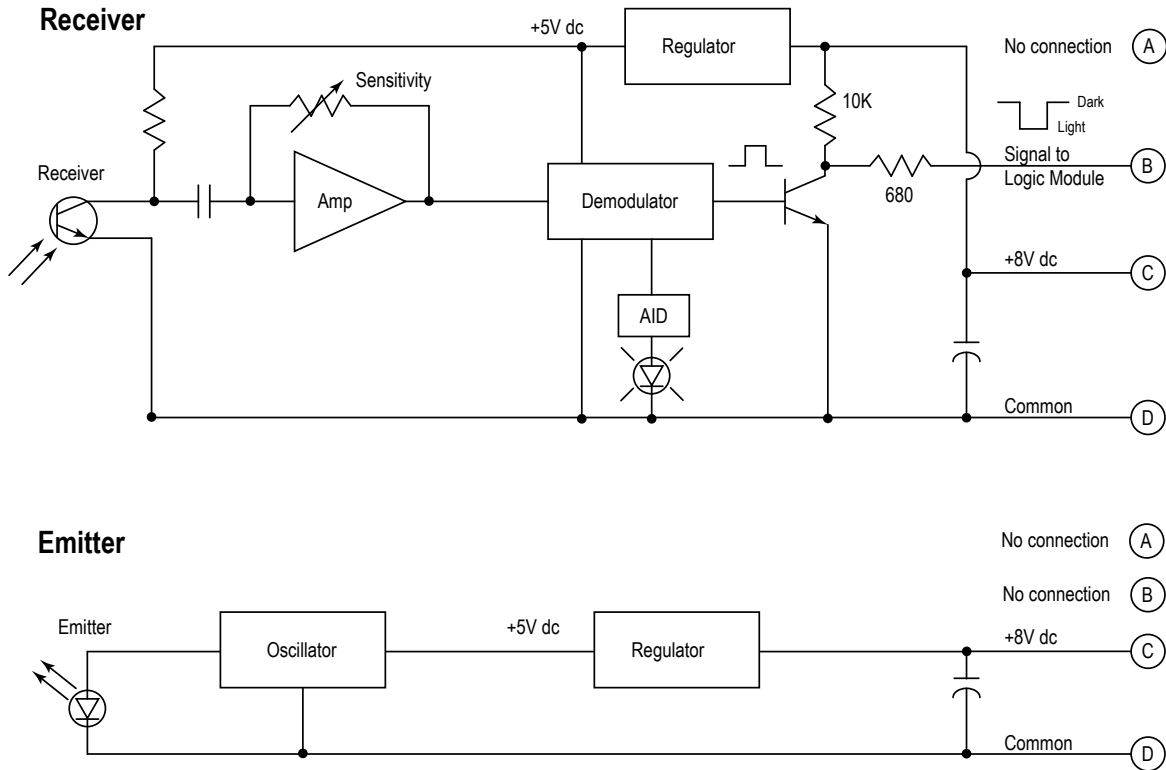 Receiver
+5V dc
Regulator
No connection
A
Sensitivity
10K
Dark
Light
Receiver
Amp
Demodulator
680
Signal to
Logic Module
B
+8V dc
C
AID
Common
D
Emitter
No connection
A
No connection
B
Emitter
Oscillator
+5V dc
Regulator
+8V dc
C
Common
D